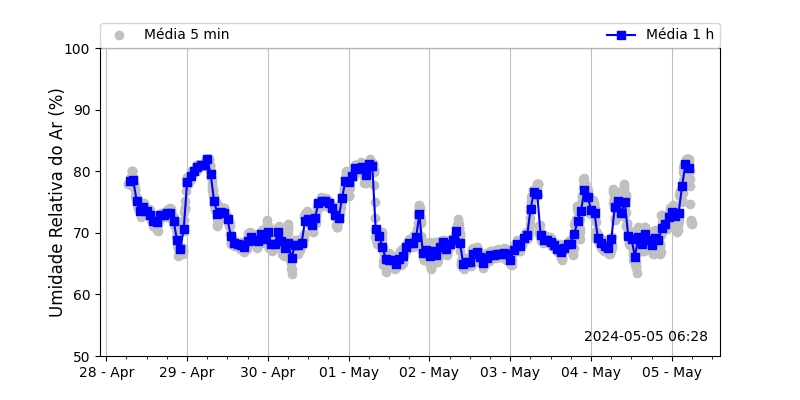 Média 5 min
Média 1 h
Umidade Relativa do Ar (%)
100
90
80
70
60
50
2024-05-05 06:28
28 - Apr
29 - Apr
30 - Apr
01 - May
02 - May
03 - May
04 - May
05 - May